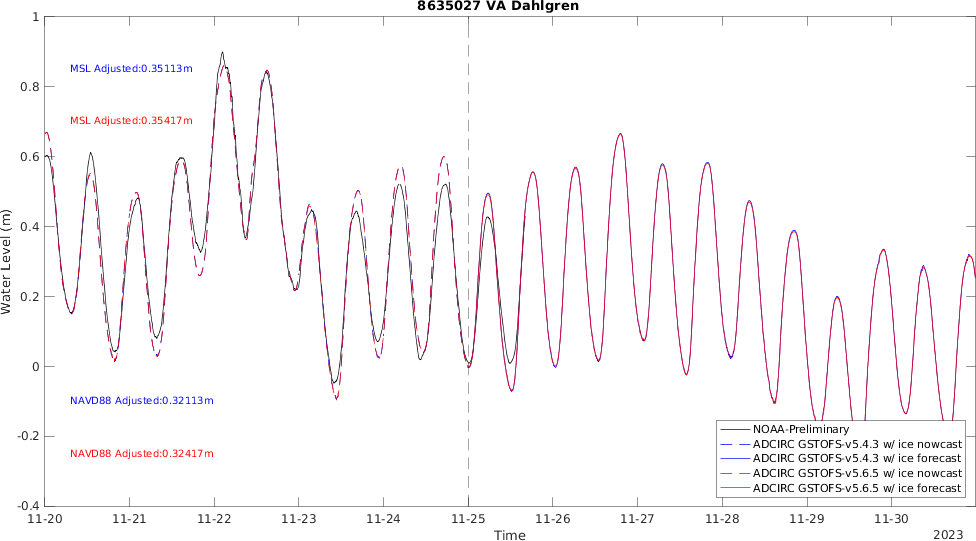 8635027 VA Dahlgren
1
0.8
0.6
0.4
0.2
0
-0.2
-0.4
Water Level (m)
MSL Adjusted:0.35113m
MSL Adjusted:0.35417m
NAVD88 Adjusted:0.32113m
NAVD88 Adjusted:0.32417m
NOAA-Preliminary
ADCIRC GSTOFS-v5.4.3 w/ ice nowcast
ADCIRC GSTOFS-v5.4.3 w/ ice forecast
ADCIRC GSTOFS-v5.6.5 w/ ice nowcast
ADCIRC GSTOFS-v5.6.5 w/ ice forecast
11-20 11-21 11-22 11-23 11-24 11-25 11-26 11-27 11-28 11-29 11-30
Time
2023